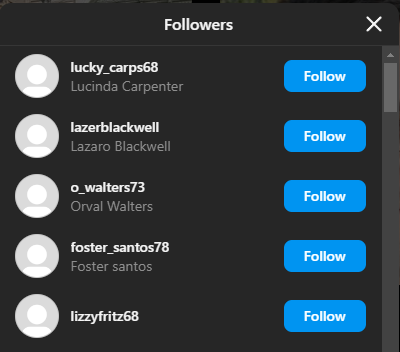 Followers
lucky_carps68
Lucinda Carpenter
Follow
lazerblackwell
Lazaro Blackwell
Follow
o_walters73
Orval Walters
Follow
foster_santos78
Foster santos
Follow
lizzyfritz68
Follow